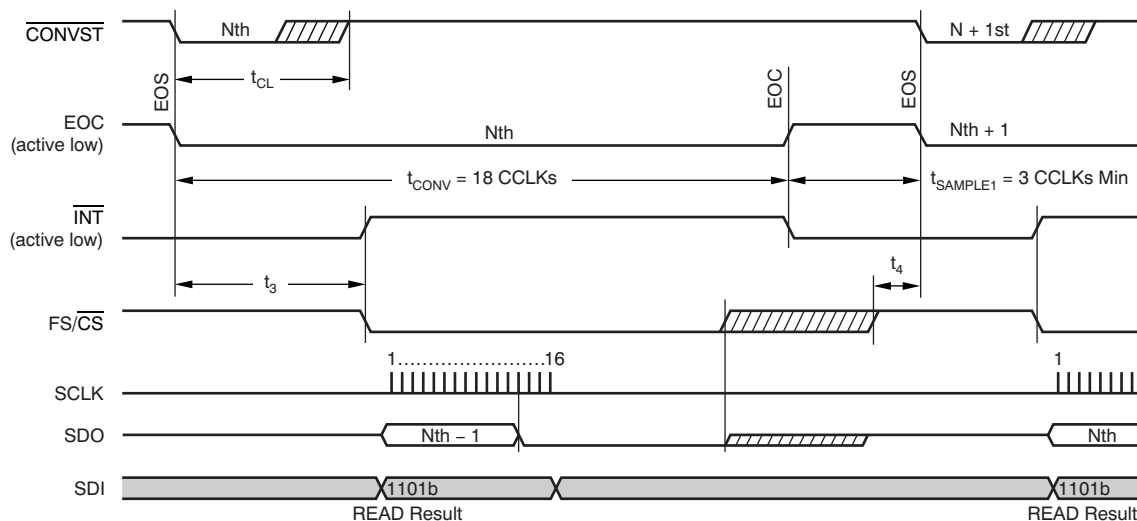 CONVST
Nth
N + 1st
tCL
EOS
EOC
EOS
EOC
(active low)
Nth
Nth + 1
tCONV = 18 CCLKs
tSAMPLE1 = 3 CCLKs Min
INT
(active low)
t3
t4
FS/CS
1.......................16
1
SCLK
SDO
Nth − 1
Nth
SDI
1101b
1101b
READ Result
READ Result